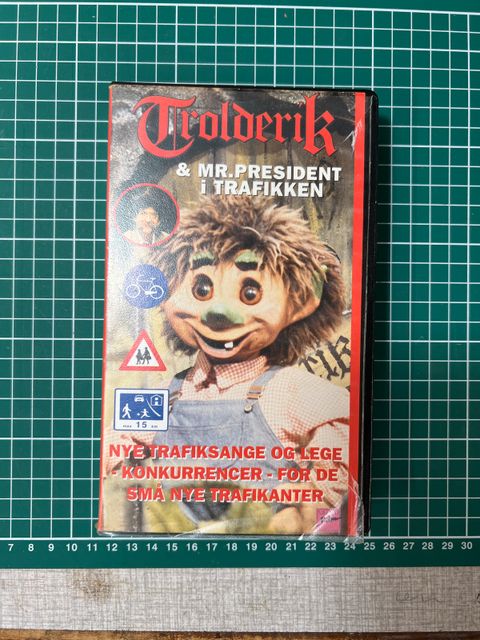 Trolderik
& MR.PRESIDENT
i TRAFIKKEN
max 15 km
NYE TRAFIKSANGE OG LEGE
- KONKURRENCER - FOR DE
SMÅ NYE TRAFIKANTER
7 8 9 10 11 12 13 14 15 16 17 18 19 20 21 22 23 24 25 26 27 28 29 30